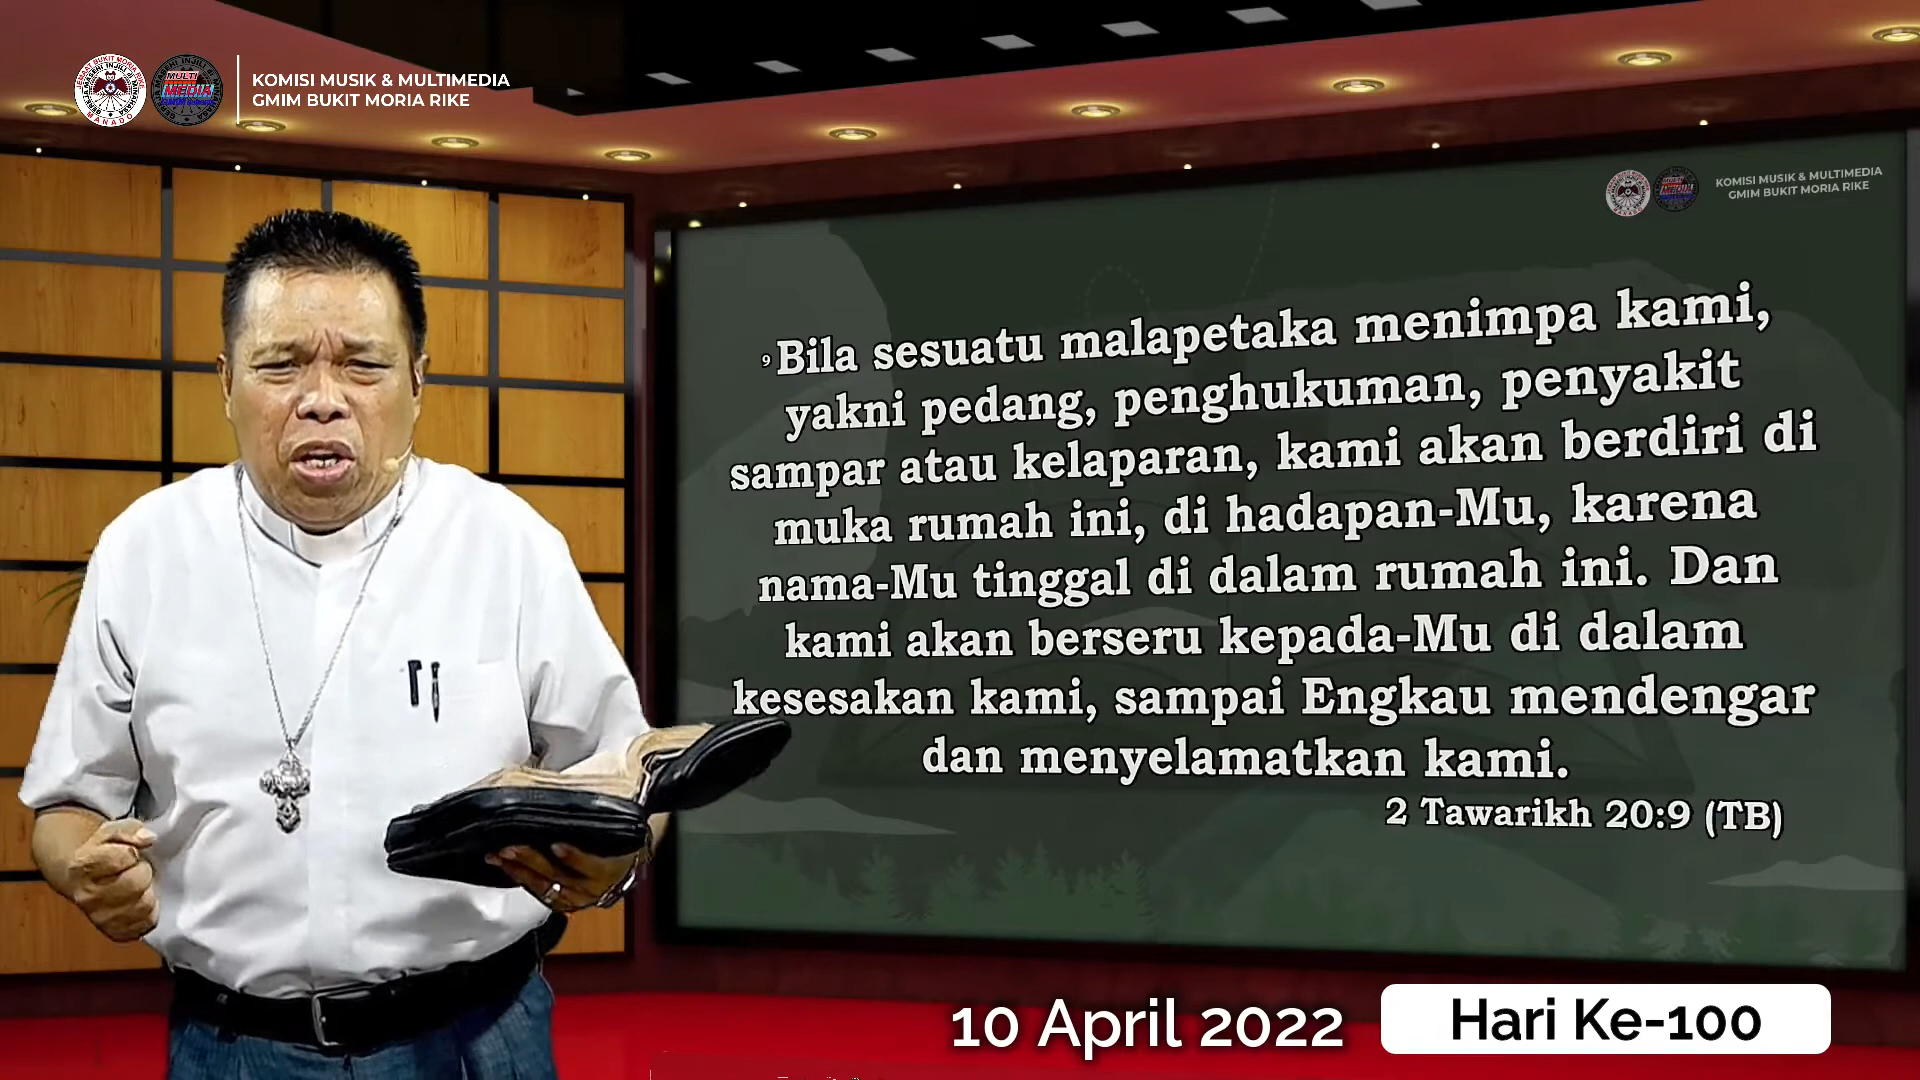 KOMISI MUSIK & MULTIMEDIA
GMIM BUKIT MORIA RIKE
MULTI
MEDIA
MANADO
KOMISI MUSIK & MULTIMEDIA
GMIM BUKIT MORIA RIKE
9 Bila sesuatu malapetaka menimpa kami,
yakni pedang, penghukuman, penyakit
sampar atau kelaparan, kami akan berdiri di
muka rumah ini, di hadapan-Mu, karena
nama-Mu tinggal di dalam rumah ini. Dan
kami akan berseru kepada-Mu di dalam
kesesakan kami, sampai Engkau mendengar
dan menyelamatkan kami.
2 Tawarikh 20:9 (TB)
10 April 2022
Hari Ke-100